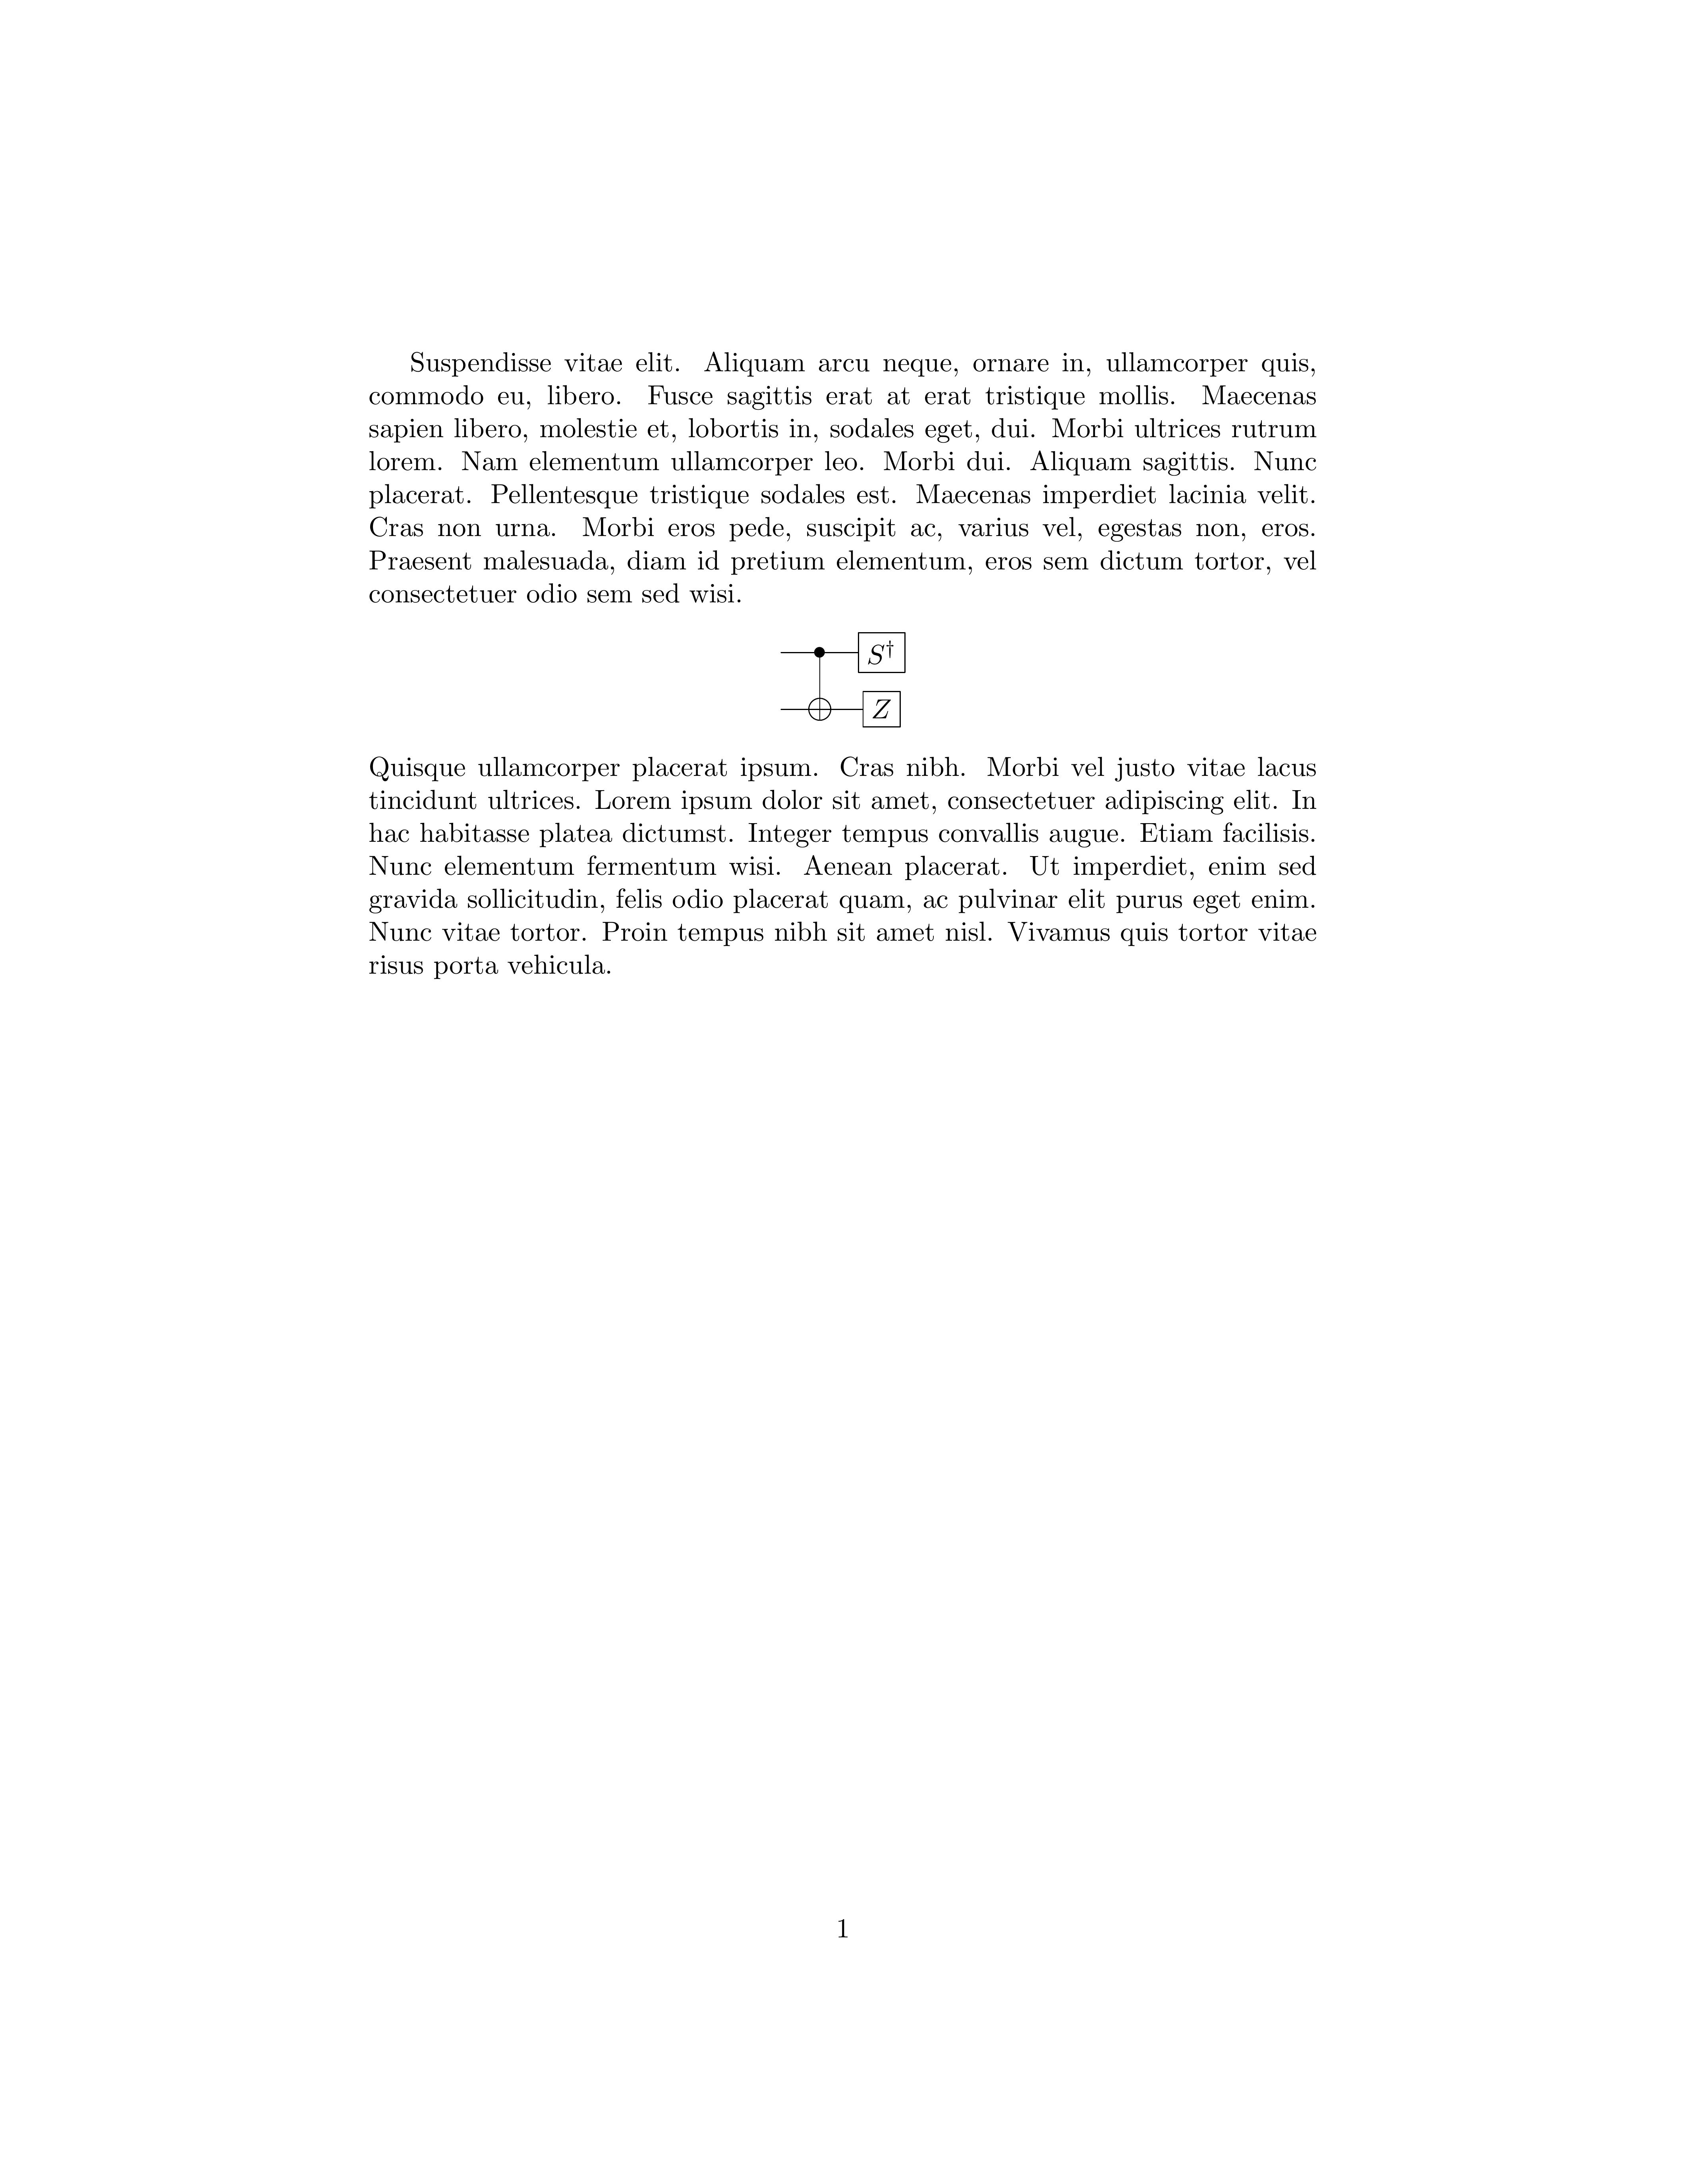 Suspendisse vitae elit. Aliquam arcu neque, ornare in, ullamcorper quis,
commodo eu, libero. Fusce sagittis erat at erat tristique mollis. Maecenas
sapien libero, molestie et, lobortis in, sodales eget, dui. Morbi ultrices rutrum
lorem. Nam elementum ullamcorper leo. Morbi dui. Aliquam sagittis. Nunc
placerat. Pellentesque tristique sodales est. Maecenas imperdiet lacinia velit.
Cras non urna. Morbi eros pede, suscipit ac, varius vel, egestas non, eros.
Praesent malesuada, diam id pretium elementum, eros sem dictum tortor, vel
consectetuer odio sem sed wisi.
S†
Z
Quisque ullamcorper placerat ipsum. Cras nibh. Morbi vel justo vitae lacus
tincidunt ultrices. Lorem ipsum dolor sit amet, consectetuer adipiscing elit. In
hac habitasse platea dictumst. Integer tempus convallis augue. Etiam facilisis.
Nunc elementum fermentum wisi. Aenean placerat. Ut imperdiet, enim sed
gravida sollicitudin, felis odio placerat quam, ac pulvinar elit purus eget enim.
Nunc vitae tortor. Proin tempus nibh sit amet nisl. Vivamus quis tortor vitae
risus porta vehicula.
1